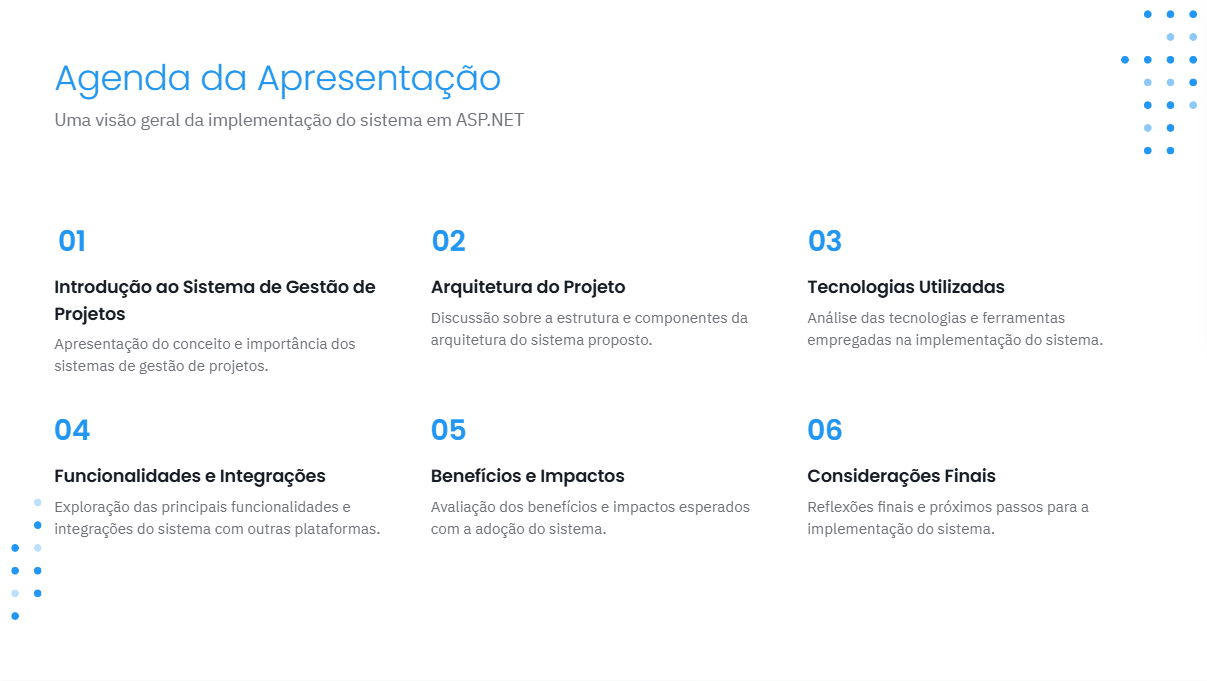 Agenda da Apresentação
Uma visão geral da implementação do sistema em ASP.NET
01
Introdução ao Sistema de Gestão de
Projetos
Apresentação do conceito e importância dos
sistemas de gestão de projetos.
02
Arquitetura do Projeto
Discussão sobre a estrutura e componentes da
arquitetura do sistema proposto.
03
Tecnologias Utilizadas
Análise das tecnologias e ferramentas
empregadas na implementação do sistema.
04
Funcionalidades e Integrações
Exploração das principais funcionalidades e
integrações do sistema com outras plataformas.
05
Benefícios e Impactos
Avaliação dos benefícios e impactos esperados
com a adoção do sistema.
06
Considerações Finais
Reflexões finais e próximos passos para a
implementação do sistema.